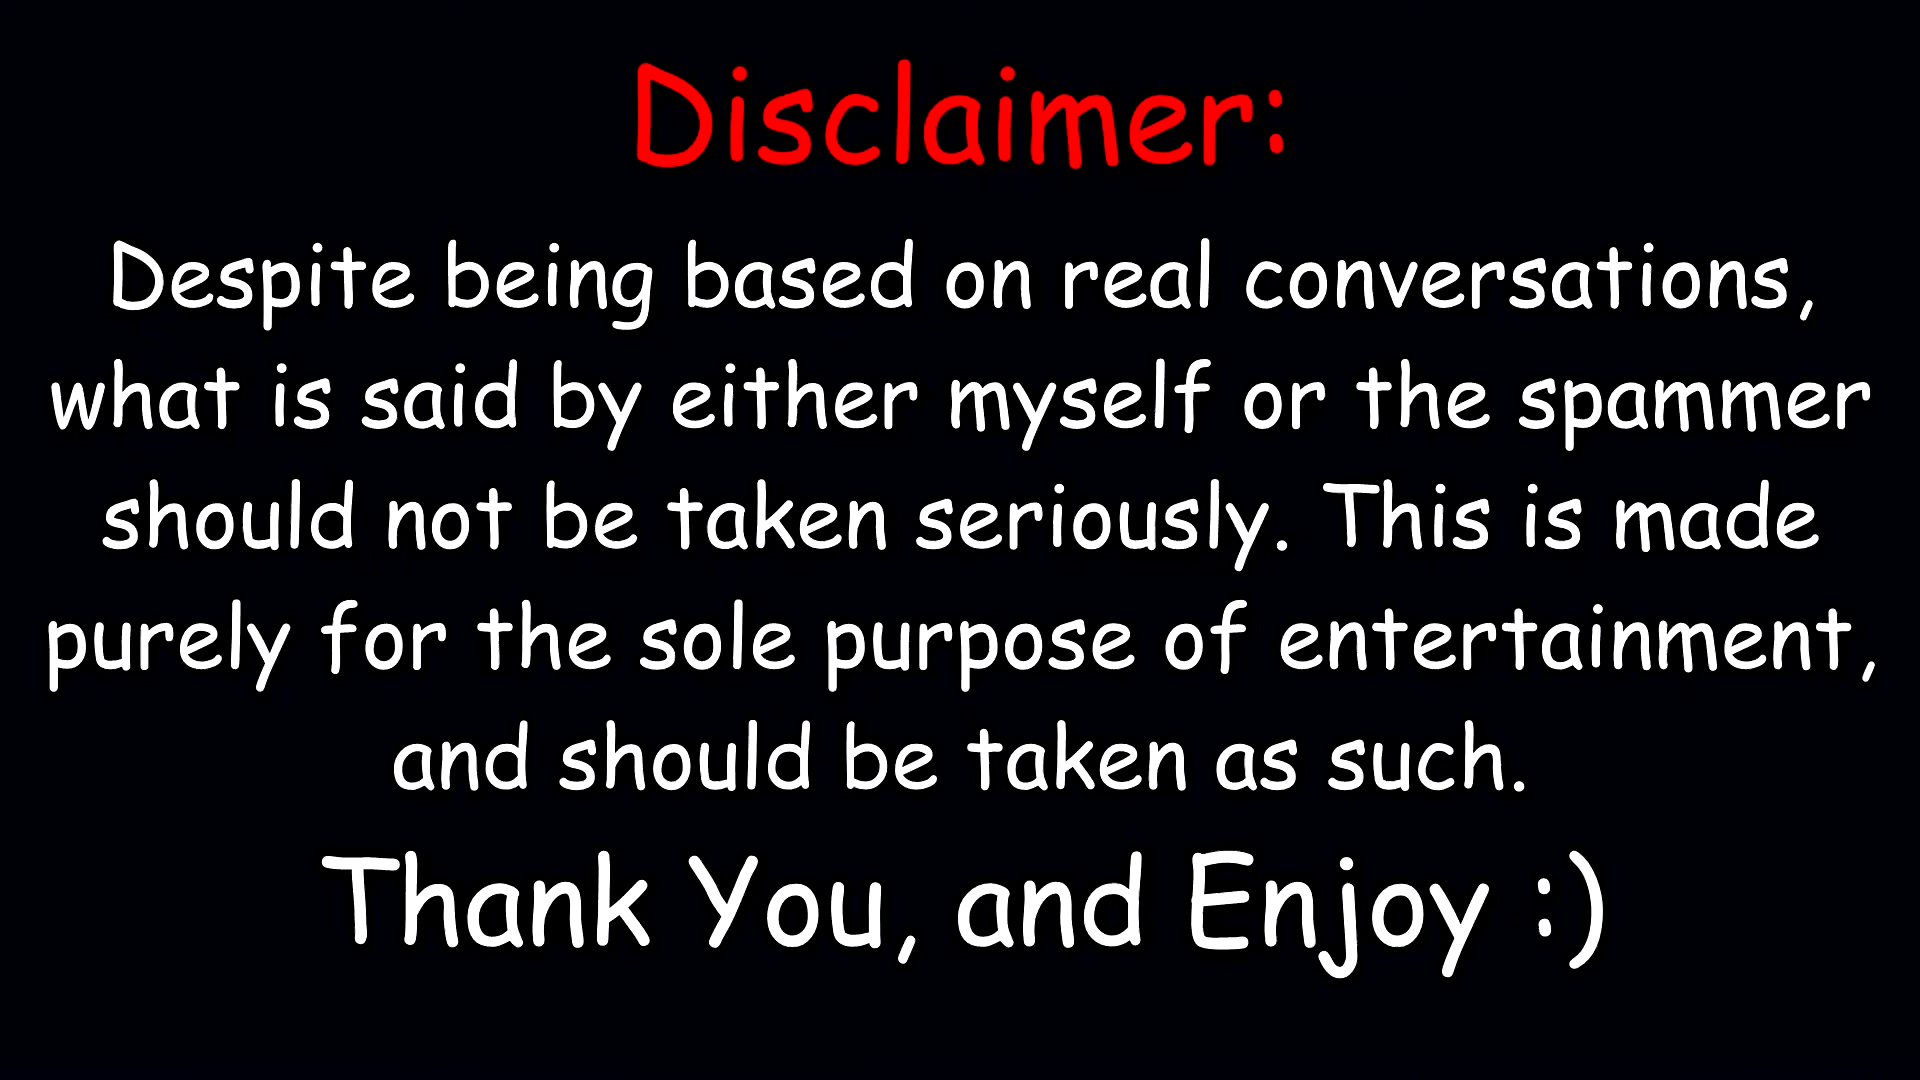 Disclaimer:
Despite being based on real conversations,
what is said by either myself or the spammer
should not be taken seriously. This is made
purely for the sole purpose of entertainment,
and should be taken as such.
Thank You, and Enjoy :)